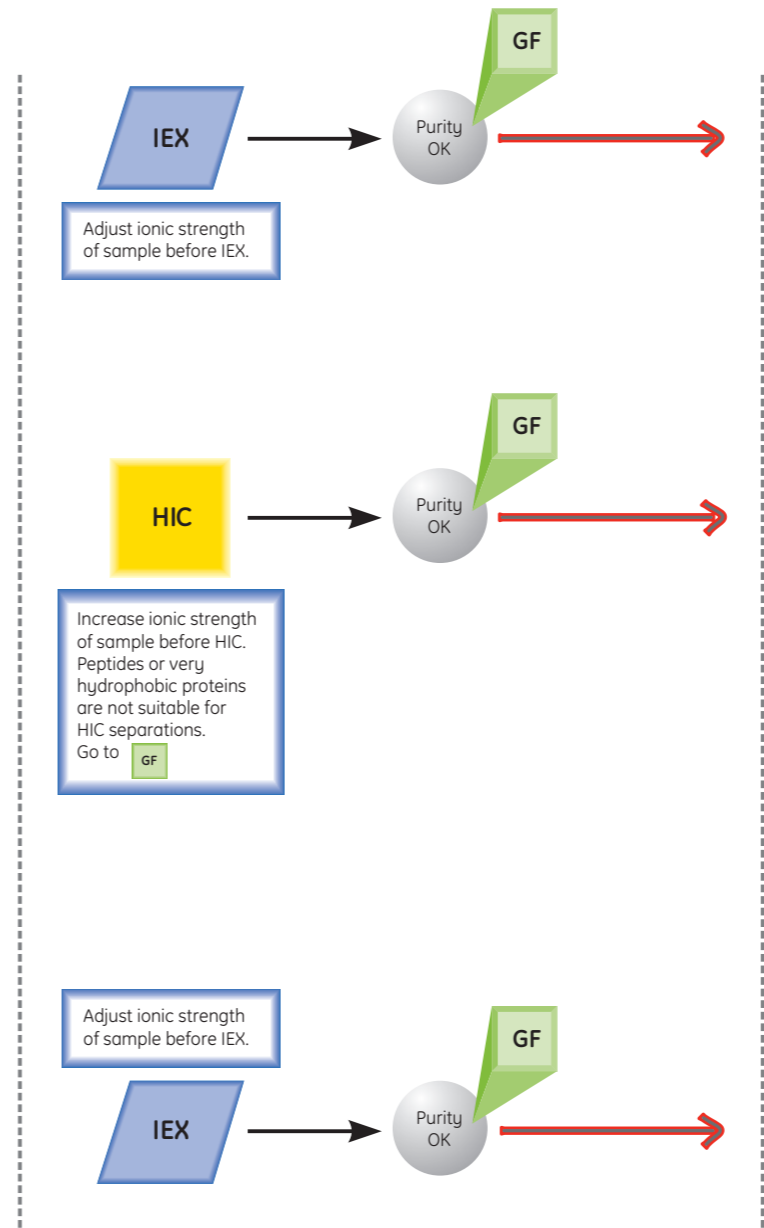 GF
IEX
Purity
OK
Adjust ionic strength
of sample before IEX.
GF
HIC
Purity
OK
Increase ionic strength
of sample before HIC.
Peptides or very
hydrophobic proteins
are not suitable for
HIC separations.
Go to GF
Adjust ionic strength
of sample before IEX.
GF
IEX
Purity
OK